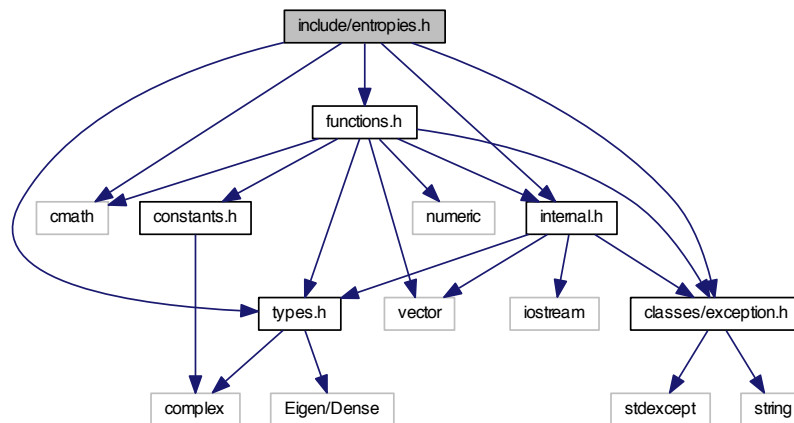 include/entropies.h
functions.h
cmath
constants.h
numeric
internal.h
types.h
vector
iostream
classes/exception.h
complex
Eigen/Dense
stdexcept
string